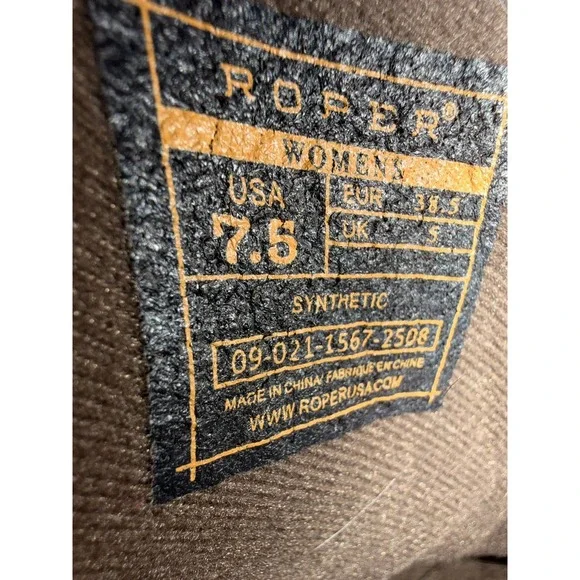 ROPER®
WOMENS
USA
7.5
EUR 38.5
UK 5
SYNTHETIC
09-021-1567-2508
MADE IN CHINA/FABRIQUE EN CHINE
WWW.ROPERUSA.COM